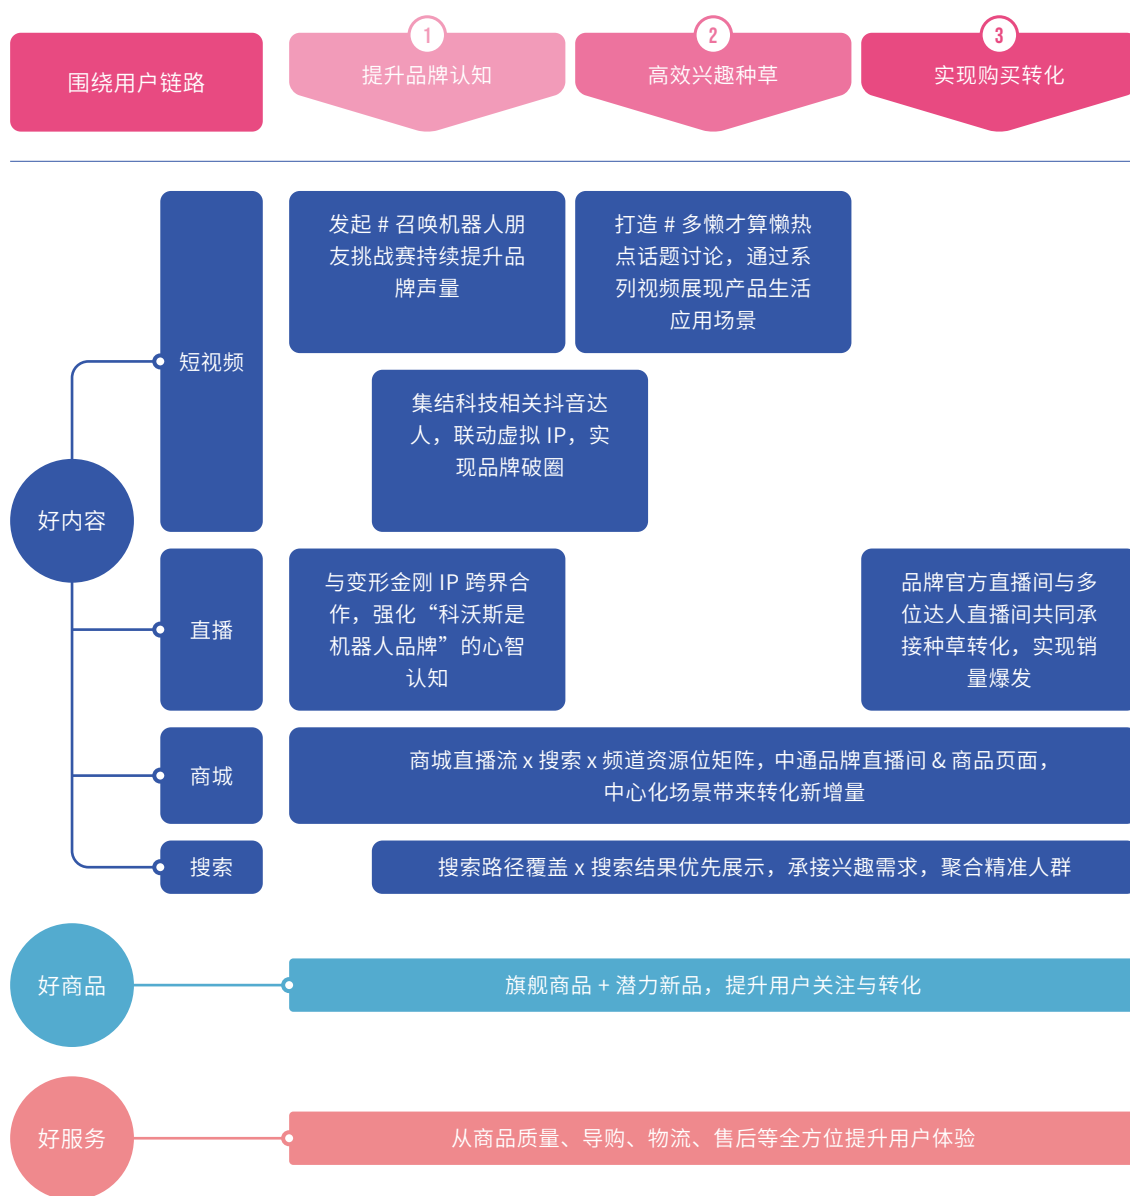 围绕用户链路
1
提升品牌认知
2
高效兴趣种草
3
实现购买转化
好内容
短视频
发起 # 召唤机器人朋
友挑战赛持续提升品
牌声量
打造 # 多懒才算懒热
点话题讨论，通过系
列视频展现产品生活
应用场景
集结科技相关抖音达
人，联动虚拟 IP，实
现品牌破圈
直播
与变形金刚 IP 跨界合
作，强化“科沃斯是
机器人品牌”的心智
认知
品牌官方直播间与多
位达人直播间共同承
接种草转化，实现销
量爆发
商城
商城直播流 x 搜索 x 频道资源位矩阵，中通品牌直播间 & 商品页面，
中心化场景带来转化新增量
搜索
搜索路径覆盖 x 搜索结果优先展示，承接兴趣需求，聚合精准人群
好商品
旗舰商品 + 潜力新品，提升用户关注与转化
好服务
从商品质量、导购、物流、售后等全方位提升用户体验